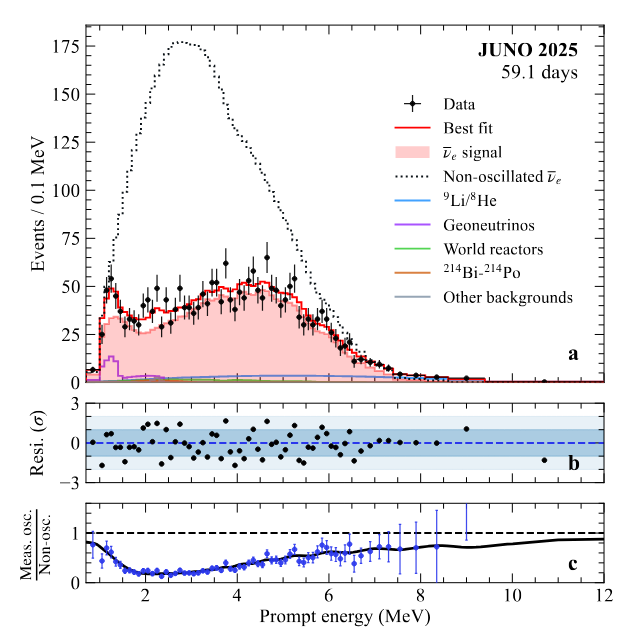 JUNO 2025
59.1 days
Data
Best fit
ν̄e signal
Non-oscillated ν̄e
⁹Li/⁸He
Geoneutrinos
World reactors
²¹⁴Bi-²¹⁴Po
Other backgrounds
Events / 0.1 MeV
175
150
125
100
75
50
25
0
a
Resi. (σ)
3
0
−3
b
Meas. osc.
Non-osc.
1
0
c
2 4 6 8 10 12
Prompt energy (MeV)